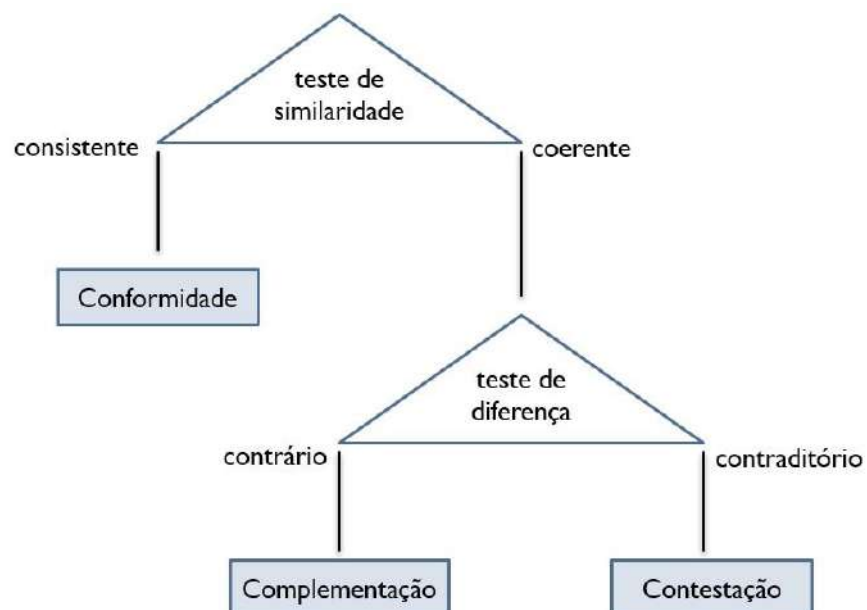 teste de
similaridade
consistente
coerente
Conformidade
teste de
diferença
contrário
contraditório
Complementação
Contestação